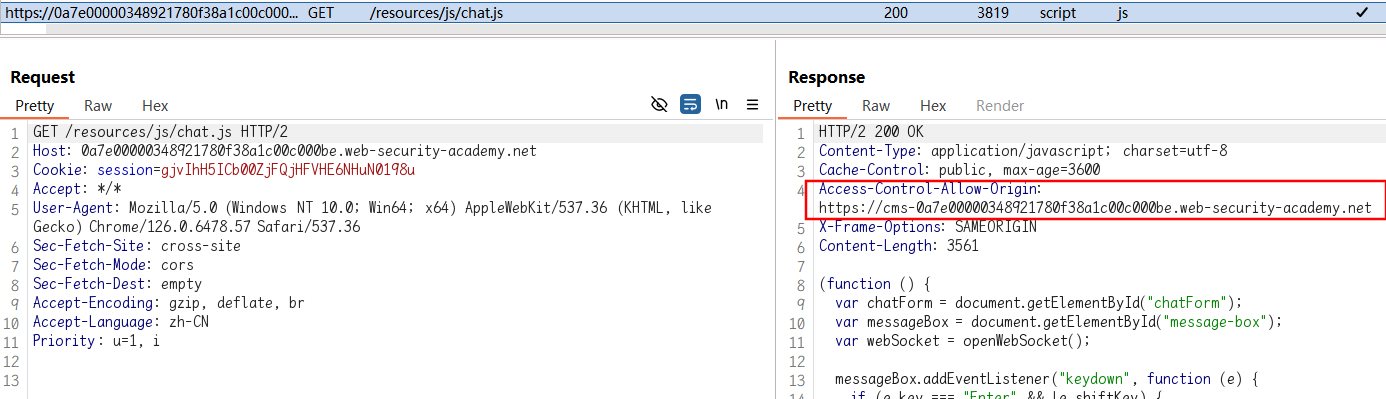 https://0a7e00000348921780f38a1c00c000... GET /resources/js/chat.js 200 3819 script js ✓
Request
Pretty Raw Hex \n
1 GET /resources/js/chat.js HTTP/2
2 Host: 0a7e00000348921780f38a1c00c000be.web-security-academy.net
3 Cookie: session=gjvIhH5ICb00ZjFQjHFVHE6NHuN0198u
4 Accept: */*
5 User-Agent: Mozilla/5.0 (Windows NT 10.0; Win64; x64) AppleWebKit/537.36 (KHTML, like
Gecko) Chrome/126.0.6478.57 Safari/537.36
6 Sec-Fetch-Site: cross-site
7 Sec-Fetch-Mode: cors
8 Sec-Fetch-Dest: empty
9 Accept-Encoding: gzip, deflate, br
10 Accept-Language: zh-CN
11 Priority: u=1, i
12
13
Response
Pretty Raw Hex Render
1 HTTP/2 200 OK
2 Content-Type: application/javascript; charset=utf-8
3 Cache-Control: public, max-age=3600
4 Access-Control-Allow-Origin:
https://cms-0a7e00000348921780f38a1c00c000be.web-security-academy.net
5 X-Frame-Options: SAMEORIGIN
6 Content-Length: 3561
7
8 (function () {
9 var chatForm = document.getElementById("chatForm");
10 var messageBox = document.getElementById("message-box");
11 var webSocket = openWebSocket();
12
13 messageBox.addEventListener("keydown", function (e) {
14 if (e.key === "Enter" && !e.shiftKey) {